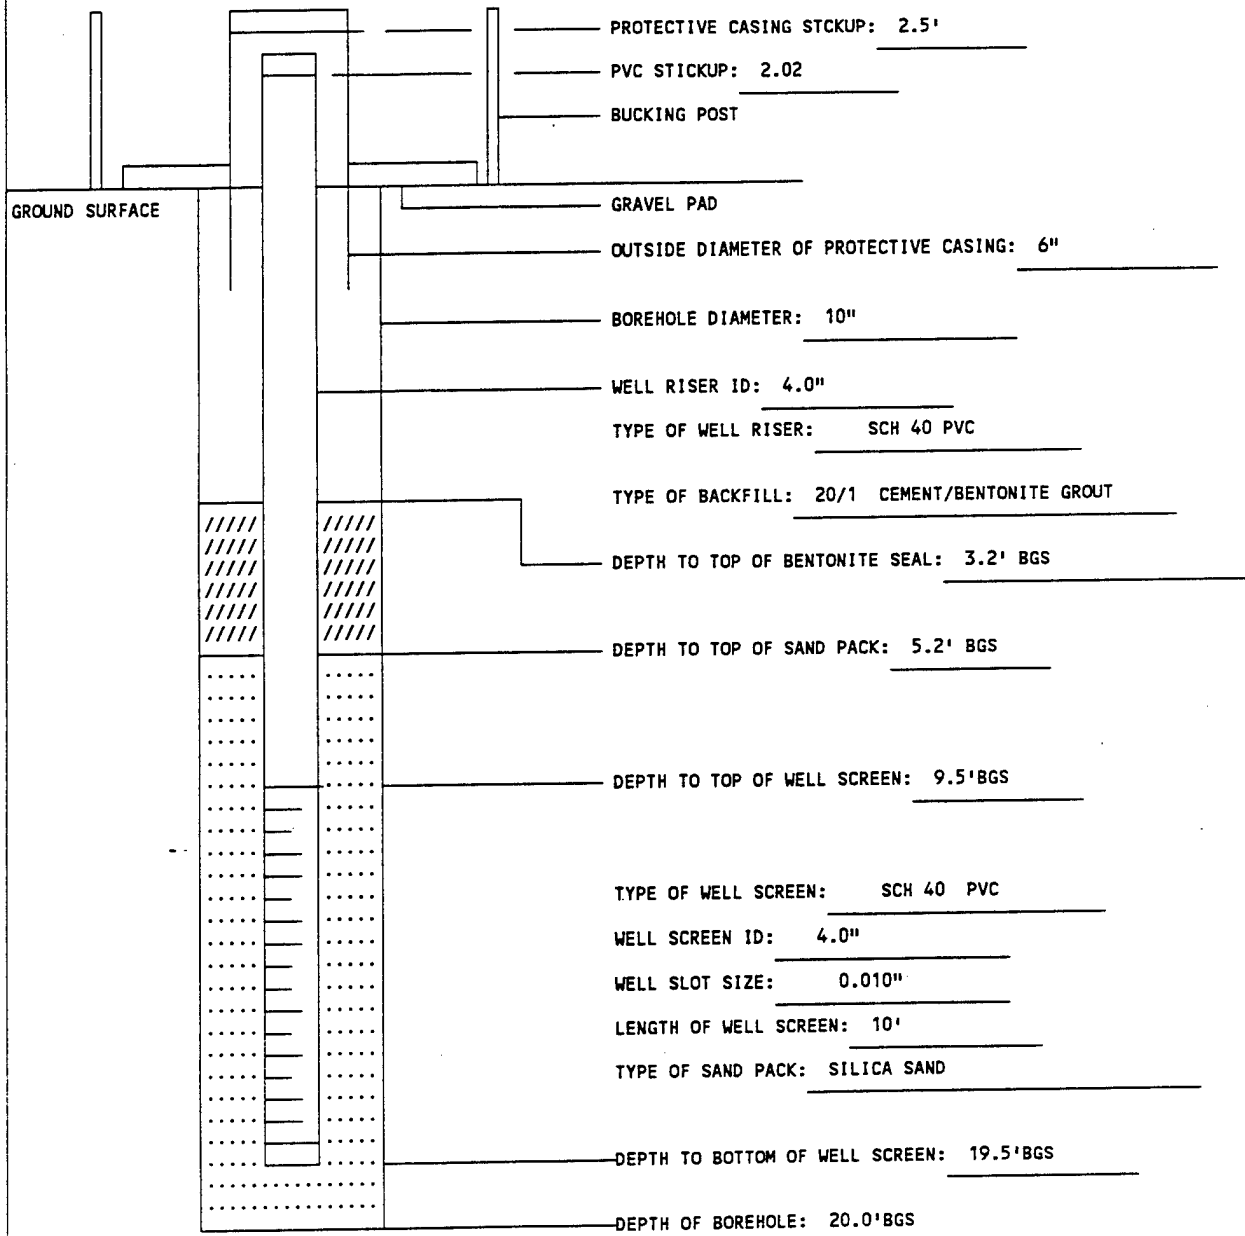 PROTECTIVE CASING STCKUP: 2.5'
PVC STICKUP: 2.02
BUCKING POST
GROUND SURFACE
GRAVEL PAD
OUTSIDE DIAMETER OF PROTECTIVE CASING: 6"
BOREHOLE DIAMETER: 10"
WELL RISER ID: 4.0"
TYPE OF WELL RISER: SCH 40 PVC
TYPE OF BACKFILL: 20/1 CEMENT/BENTONITE GROUT
DEPTH TO TOP OF BENTONITE SEAL: 3.2' BGS
DEPTH TO TOP OF SAND PACK: 5.2' BGS
DEPTH TO TOP OF WELL SCREEN: 9.5'BGS
TYPE OF WELL SCREEN: SCH 40 PVC
WELL SCREEN ID: 4.0"
WELL SLOT SIZE: 0.010"
LENGTH OF WELL SCREEN: 10'
TYPE OF SAND PACK: SILICA SAND
DEPTH TO BOTTOM OF WELL SCREEN: 19.5'BGS
DEPTH OF BOREHOLE: 20.0'BGS